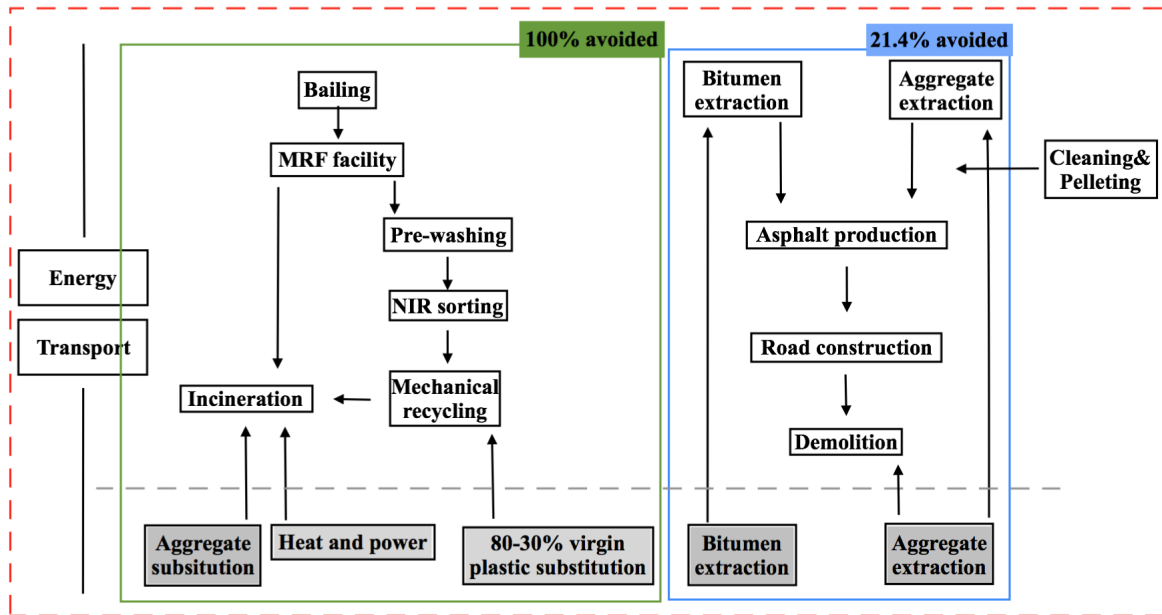 100% avoided
21.4% avoided
Bailing
MRF facility
Pre-washing
NIR sorting
Mechanical
recycling
Incineration
Energy
Transport
Aggregate
subsitution
Heat and power
80-30% virgin
plastic substitution
Bitumen
extraction
Aggregate
extraction
Cleaning&
Pelleting
Asphalt production
Road construction
Demolition
Bitumen
extraction
Aggregate
extraction